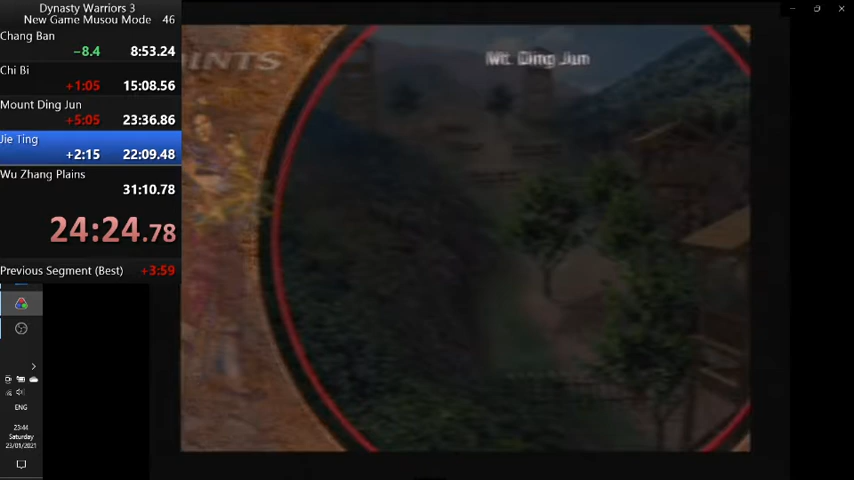 Dynasty Warriors 3
New Game Musou Mode 46
Chang Ban
−8.4 8:53.24
Chi Bi
+1:05 15:08.56
Mount Ding Jun
+5:05 23:36.86
Jie Ting
+2:15 22:09.48
Wu Zhang Plains
31:10.78
24:24.78
Previous Segment (Best) +3:59
OINTS
Mt. Ding Jun
ENG
23:44
Saturday
23/01/2021